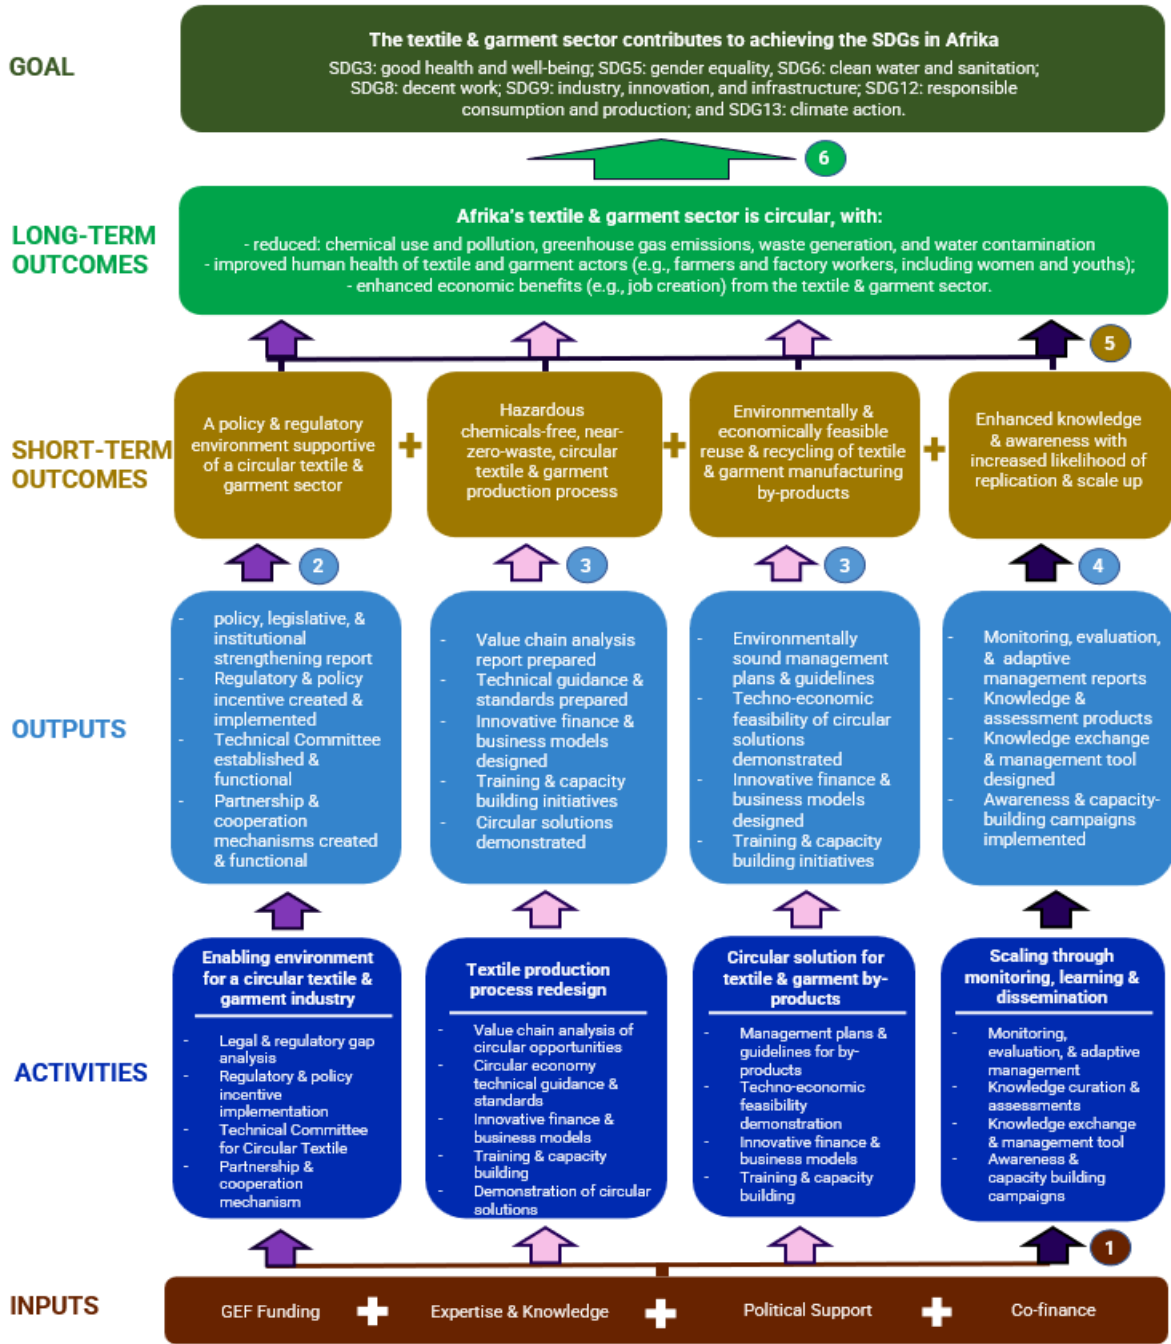 GOAL
The textile & garment sector contributes to achieving the SDGs in Afrika
SDG3: good health and well-being; SDG5: gender equality, SDG6: clean water and sanitation;
SDG8: decent work; SDG9: industry, innovation, and infrastructure; SDG12: responsible
consumption and production; and SDG13: climate action.
6
LONG-TERM
OUTCOMES
Afrika's textile & garment sector is circular, with:
- reduced: chemical use and pollution, greenhouse gas emissions, waste generation, and water contamination
- improved human health of textile and garment actors (e.g., farmers and factory workers, including women and youths);
- enhanced economic benefits (e.g., job creation) from the textile & garment sector.
5
SHORT-TERM
OUTCOMES
A policy & regulatory
environment supportive
of a circular textile &
garment sector
+
Hazardous
chemicals-free, near-
zero-waste, circular
textile & garment
production process
+
Environmentally &
economically feasible
reuse & recycling of textile
& garment manufacturing
by-products
+
Enhanced knowledge
& awareness with
increased likelihood of
replication & scale up
2
3
3
4
OUTPUTS
- policy, legislative, &
institutional
strengthening report
- Regulatory & policy
incentive created &
implemented
- Technical Committee
established &
functional
- Partnership &
cooperation
mechanisms created
& functional
- Value chain analysis
report prepared
- Technical guidance &
standards prepared
- Innovative finance &
business models
designed
- Training & capacity
building initiatives
- Circular solutions
demonstrated
- Environmentally
sound management
plans & guidelines
- Techno-economic
feasibility of circular
solutions
demonstrated
- Innovative finance &
business models
designed
- Training & capacity
building initiatives
- Monitoring, evaluation,
& adaptive
management reports
- Knowledge &
assessment products
- Knowledge exchange
& management tool
designed
- Awareness & capacity-
building campaigns
implemented
ACTIVITIES
Enabling environment
for a circular textile &
garment industry
- Legal & regulatory gap
analysis
- Regulatory & policy
incentive
implementation
- Technical Committee
for Circular Textile
- Partnership &
cooperation
mechanism
Textile production
process redesign
- Value chain analysis of
circular opportunities
- Circular economy
technical guidance &
standards
- Innovative finance &
business models
- Training & capacity
building
- Demonstration of circular
solutions
Circular solution for
textile & garment by-
products
- Management plans &
guidelines for by-
products
- Techno-economic
feasibility
demonstration
- Innovative finance &
business models
- Training & capacity
building
Scaling through
monitoring, learning &
dissemination
- Monitoring,
evaluation, & adaptive
management
- Knowledge curation &
assessments
- Knowledge exchange
& management tool
- Awareness &
capacity building
campaigns
1
INPUTS
GEF Funding + Expertise & Knowledge + Political Support + Co-finance